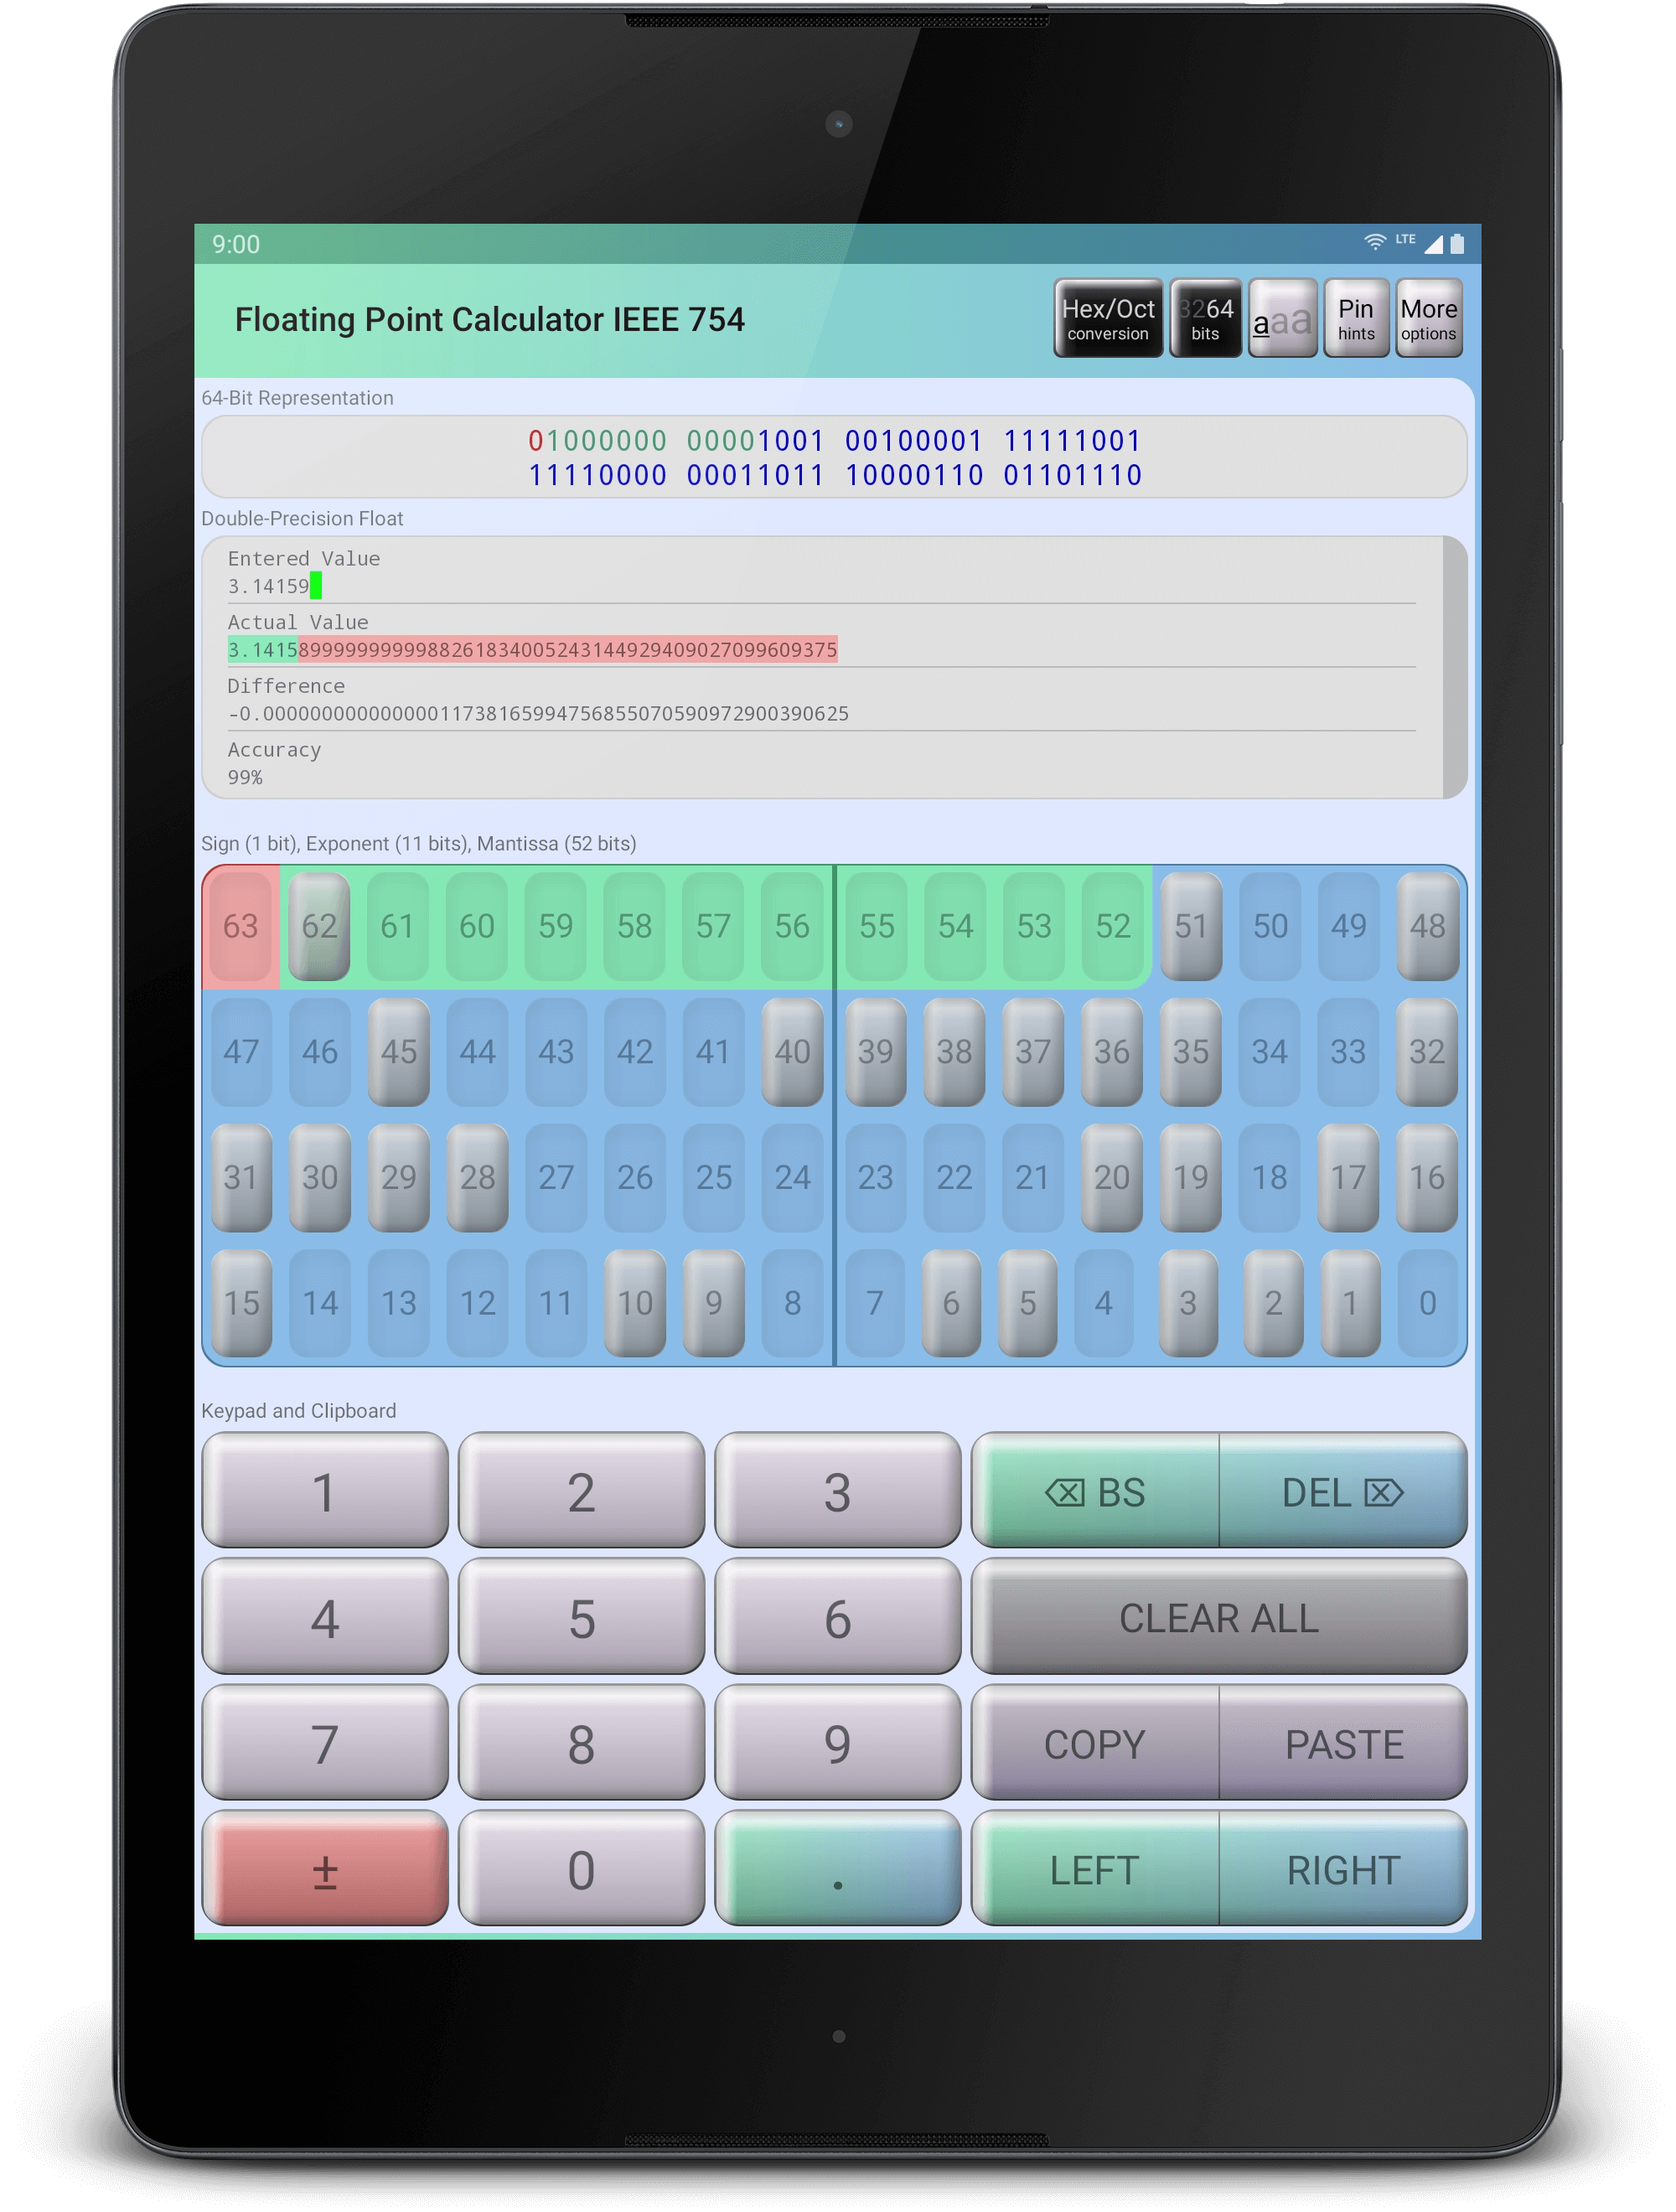 9:00 LTE
Floating Point Calculator IEEE 754
Hex/Oct 3264 aaa Pin More
conversion bits hints options
64-Bit Representation
01000000 00001001 00100001 11111001
11110000 00011011 10000110 01101110
Double-Precision Float
Entered Value
3.14159
Actual Value
3.14158999999999988261834005243144929409027099609375
Difference
-0.00000000000000011738165994756855070590972900390625
Accuracy
99%
Sign (1 bit), Exponent (11 bits), Mantissa (52 bits)
63 62 61 60 59 58 57 56 55 54 53 52 51 50 49 48
47 46 45 44 43 42 41 40 39 38 37 36 35 34 33 32
31 30 29 28 27 26 25 24 23 22 21 20 19 18 17 16
15 14 13 12 11 10 9 8 7 6 5 4 3 2 1 0
Keypad and Clipboard
1 2 3 BS DEL
4 5 6 CLEAR ALL
7 8 9 COPY PASTE
± 0 . LEFT RIGHT